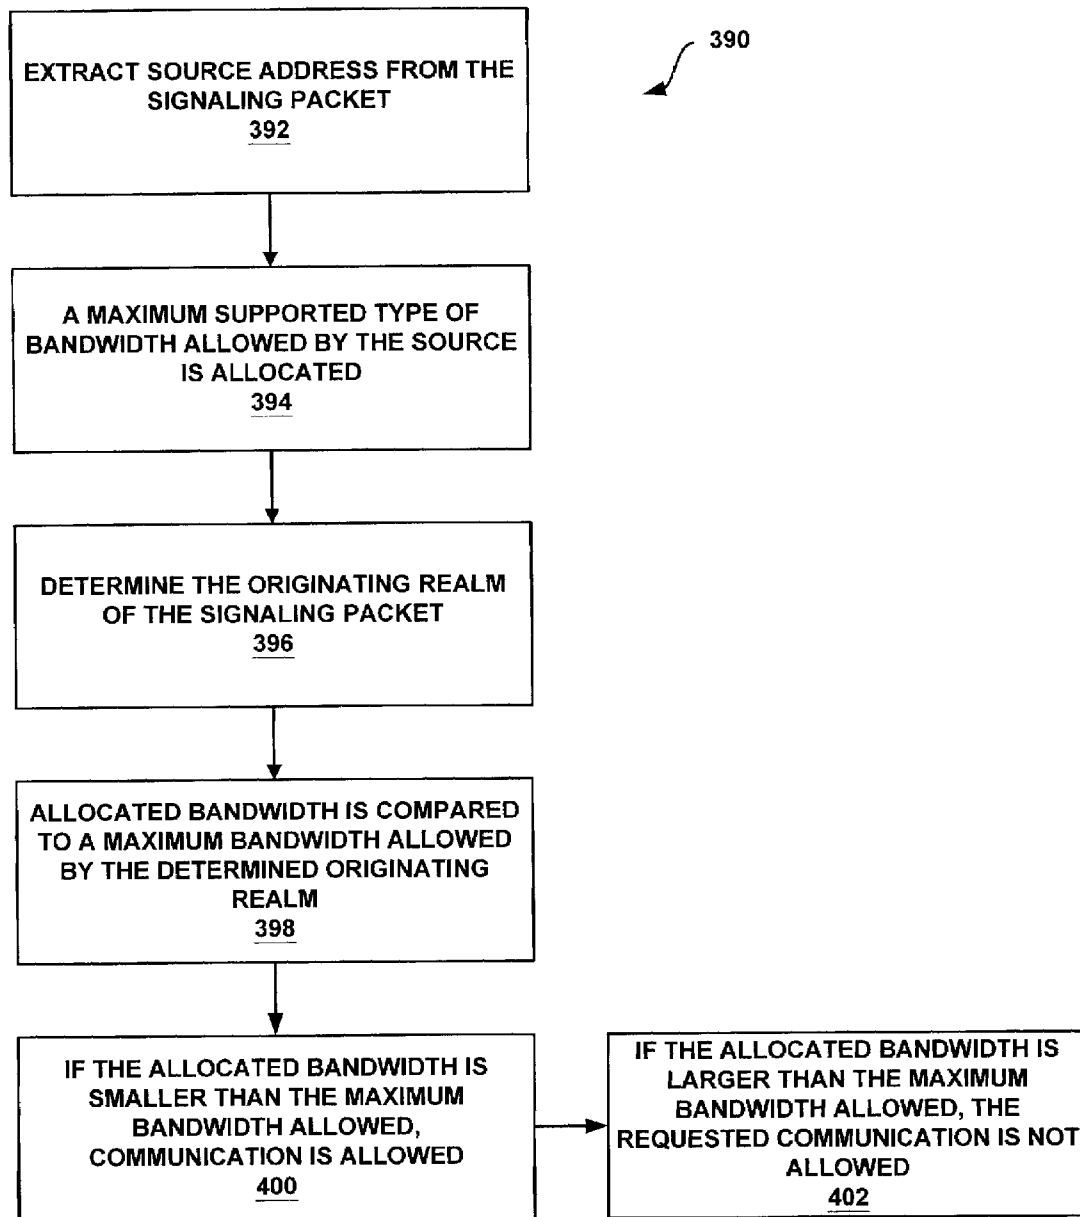 390
EXTRACT SOURCE ADDRESS FROM THE
SIGNALING PACKET
392
A MAXIMUM SUPPORTED TYPE OF
BANDWIDTH ALLOWED BY THE SOURCE
IS ALLOCATED
394
DETERMINE THE ORIGINATING REALM
OF THE SIGNALING PACKET
396
ALLOCATED BANDWIDTH IS COMPARED
TO A MAXIMUM BANDWIDTH ALLOWED
BY THE DETERMINED ORIGINATING
REALM
398
IF THE ALLOCATED BANDWIDTH IS
SMALLER THAN THE MAXIMUM
BANDWIDTH ALLOWED,
COMMUNICATION IS ALLOWED
400
IF THE ALLOCATED BANDWIDTH IS
LARGER THAN THE MAXIMUM
BANDWIDTH ALLOWED, THE
REQUESTED COMMUNICATION IS NOT
ALLOWED
402